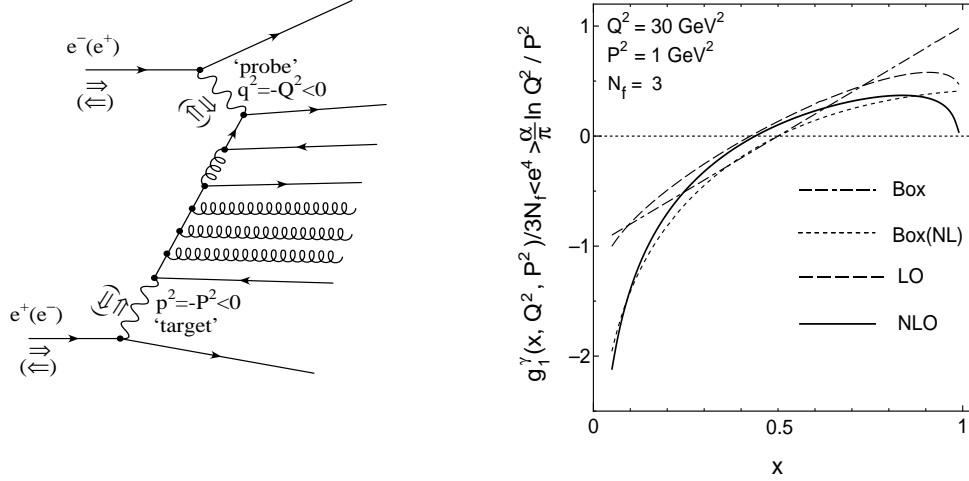 e⁻(e⁺)
⇒
(⇐)
'probe'
q²=-Q²<0
(⇑)⇓
(⇓)⇑
p²=-P²<0
'target'
e⁺(e⁻)
⇒
(⇐)
g₁^γ(x, Q², P²)/3N_f<e⁴>α/π ln Q²/P²
1
0
−1
−2
Q² = 30 GeV²
P² = 1 GeV²
N_f = 3
Box
Box(NL)
LO
NLO
0
0.5
1
x